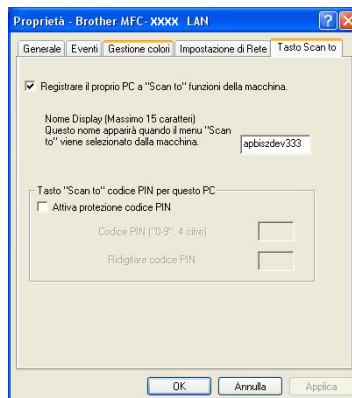 Proprietà - Brother MFC-XXXX LAN
Generale Eventi Gestione colori Impostazione di Rete Tasto Scan to
Registrare il proprio PC a "Scan to" funzioni della macchina.
Nome Display (Massimo 15 caratteri)
Questo nome apparirà quando il menu "Scan
to" viene selezionato dalla macchina.
apbiszdev333
Tasto "Scan to" codice PIN per questo PC
Attiva protezione codice PIN
Codice PIN ("0-9", 4 cifre)
Ridigitare codice PIN
OK Annulla Applica